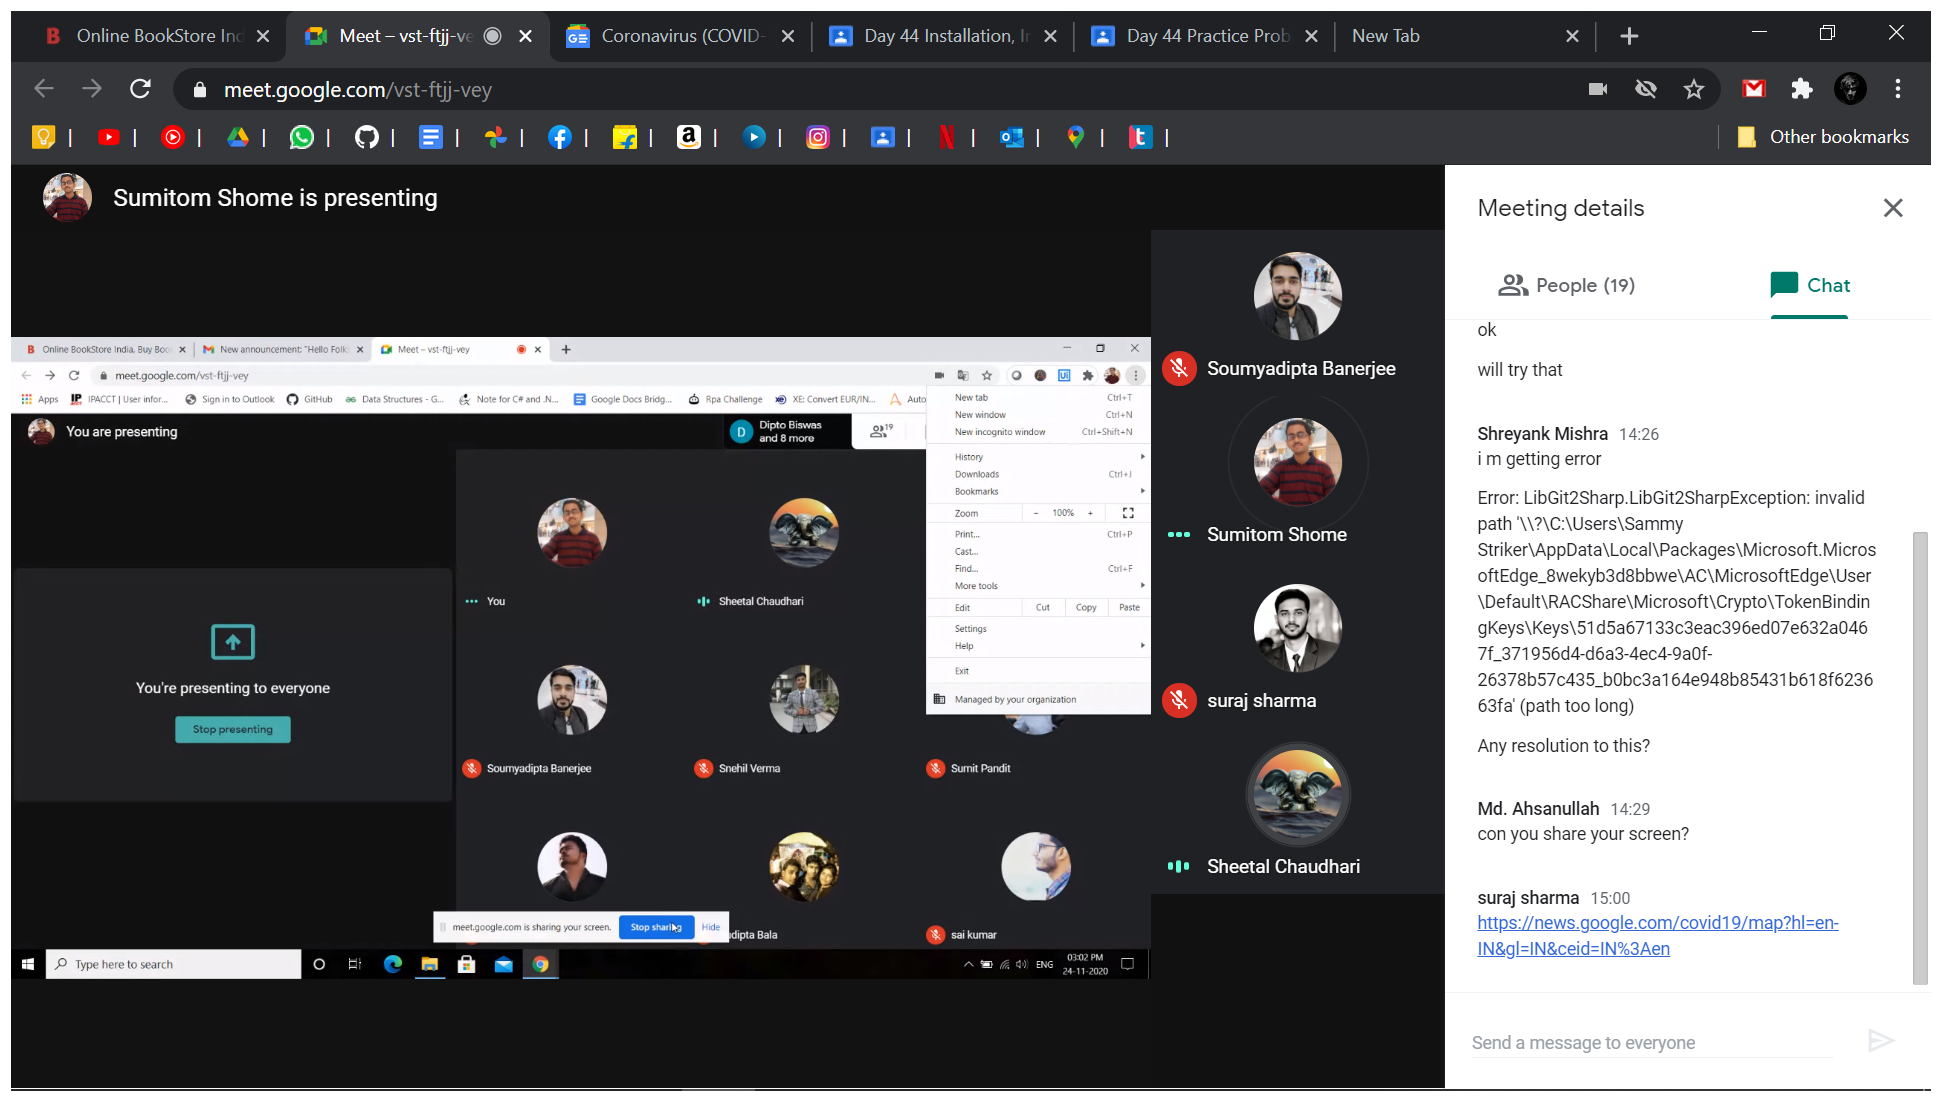 Online BookStore Ind
Meet – vst-ftjj-ve
Coronavirus (COVID-
Day 44 Installation, I
Day 44 Practice Prob
New Tab
meet.google.com/vst-ftjj-vey
Other bookmarks
Sumitom Shome is presenting
Online BookStore India, Buy Boo
New announcement: "Hello Folk
Meet – vst-ftjj-vey
meet.google.com/vst-ftjj-vey
Apps
IPACCT | User infor...
Sign in to Outlook
GitHub
Data Structures - G...
Note for C# and .N...
Google Docs Bridg...
Rpa Challenge
XE: Convert EUR/IN...
Auto
You are presenting
D
Dipto Biswas
and 8 more
19
New tab Ctrl+T
New window Ctrl+N
New incognito window Ctrl+Shift+N
History
Downloads Ctrl+J
Bookmarks
Zoom - 100% +
Print... Ctrl+P
Cast...
Find... Ctrl+F
More tools
Edit Cut Copy Paste
Settings
Help
Exit
Managed by your organization
You're presenting to everyone
Stop presenting
You
Sheetal Chaudhari
Soumyadipta Banerjee
Snehil Verma
Sumit Pandit
dipta Bala
sai kumar
meet.google.com is sharing your screen.
Stop sharing
Hide
Type here to search
ENG
03:02 PM
24-11-2020
Soumyadipta Banerjee
Sumitom Shome
suraj sharma
Sheetal Chaudhari
Meeting details
People (19)
Chat
ok
will try that
Shreyank Mishra 14:26
i m getting error
Error: LibGit2Sharp.LibGit2SharpException: invalid
path '\\?\C:\Users\Sammy
Striker\AppData\Local\Packages\Microsoft.Micros
oftEdge_8wekyb3d8bbwe\AC\MicrosoftEdge\User
\Default\RACShare\Microsoft\Crypto\TokenBindin
gKeys\Keys\51d5a67133c3eac396ed07e632a046
7f_371956d4-d6a3-4ec4-9a0f-
26378b57c435_b0bc3a164e948b85431b618f6236
63fa' (path too long)
Any resolution to this?
Md. Ahsanullah 14:29
con you share your screen?
suraj sharma 15:00
https://news.google.com/covid19/map?hl=en-
IN&gl=IN&ceid=IN%3Aen
Send a message to everyone